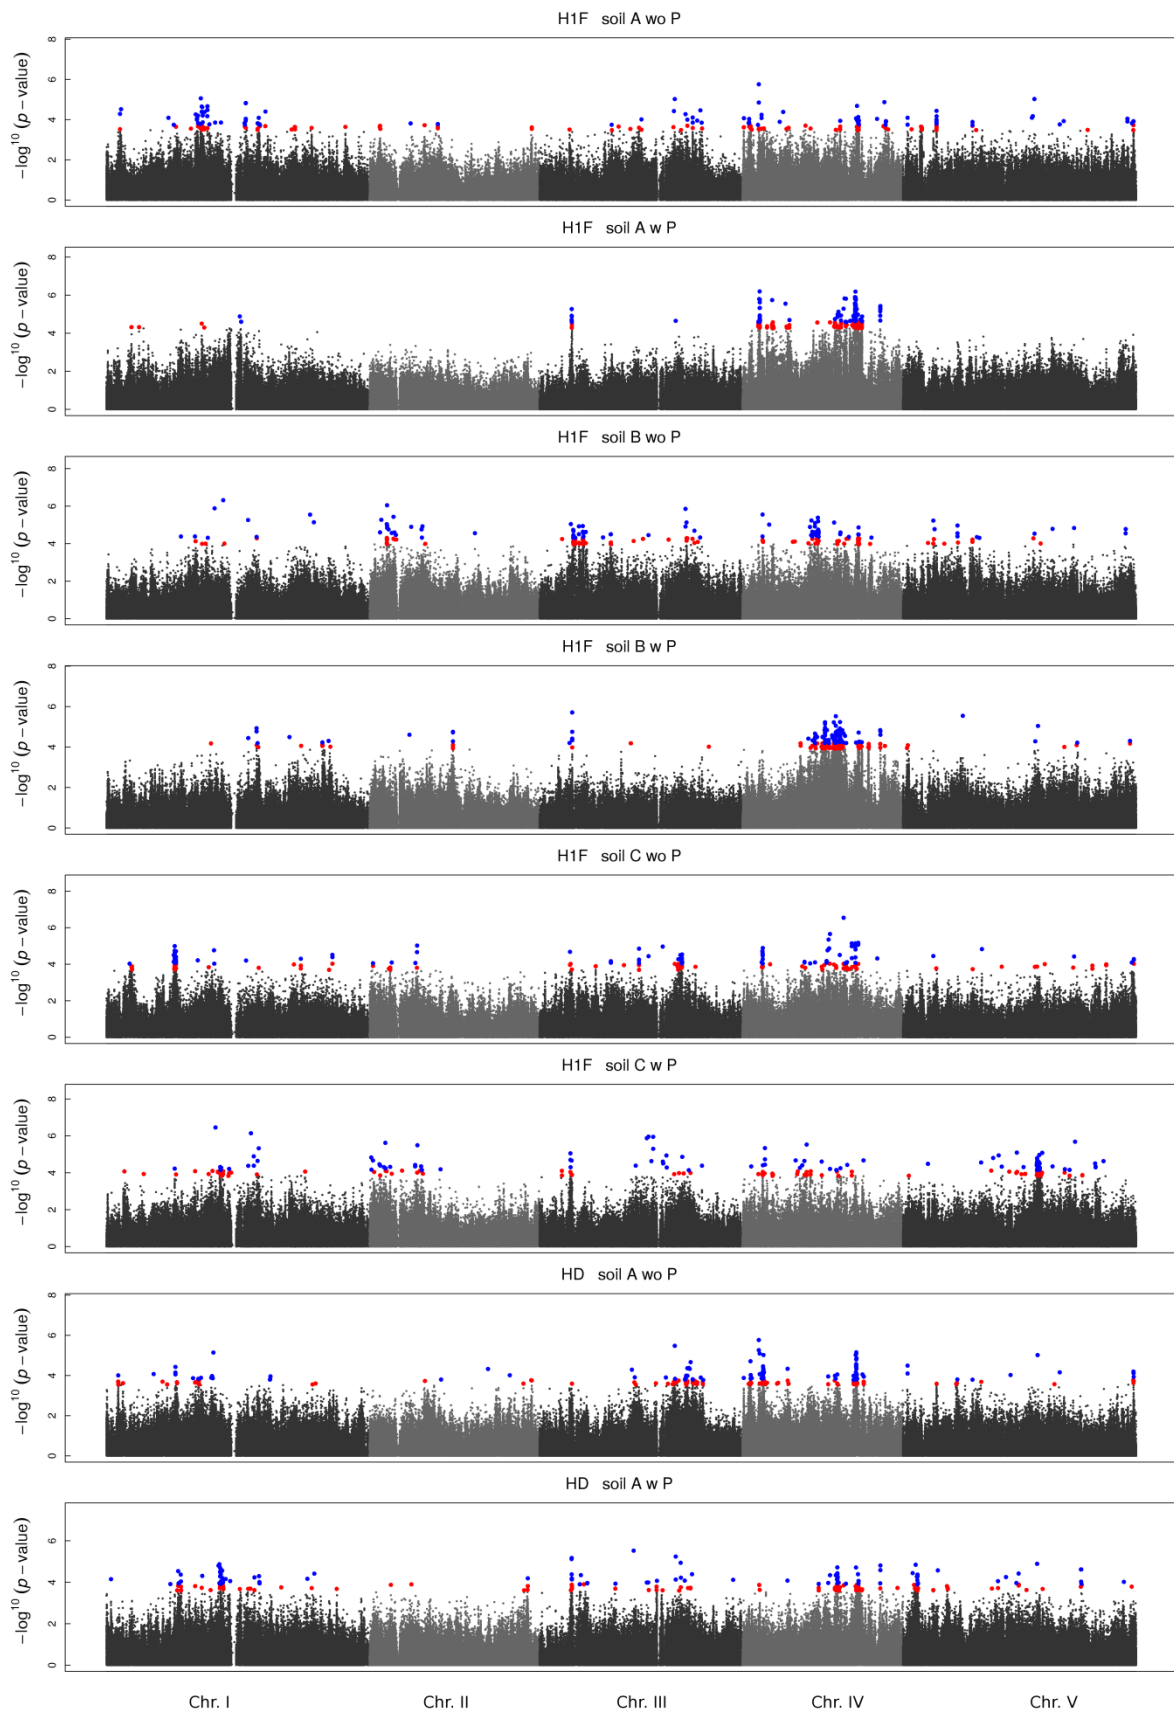 H1F soil A wo P
−log¹⁰ (p − value)
8
6
4
2
0
H1F soil A w P
−log¹⁰ (p − value)
8
6
4
2
0
H1F soil B wo P
−log¹⁰ (p − value)
8
6
4
2
0
H1F soil B w P
−log¹⁰ (p − value)
8
6
4
2
0
H1F soil C wo P
−log¹⁰ (p − value)
8
6
4
2
0
H1F soil C w P
−log¹⁰ (p − value)
8
6
4
2
0
HD soil A wo P
−log¹⁰ (p − value)
8
6
4
2
0
HD soil A w P
−log¹⁰ (p − value)
6
4
2
0
Chr. I Chr. II Chr. III Chr. IV Chr. V